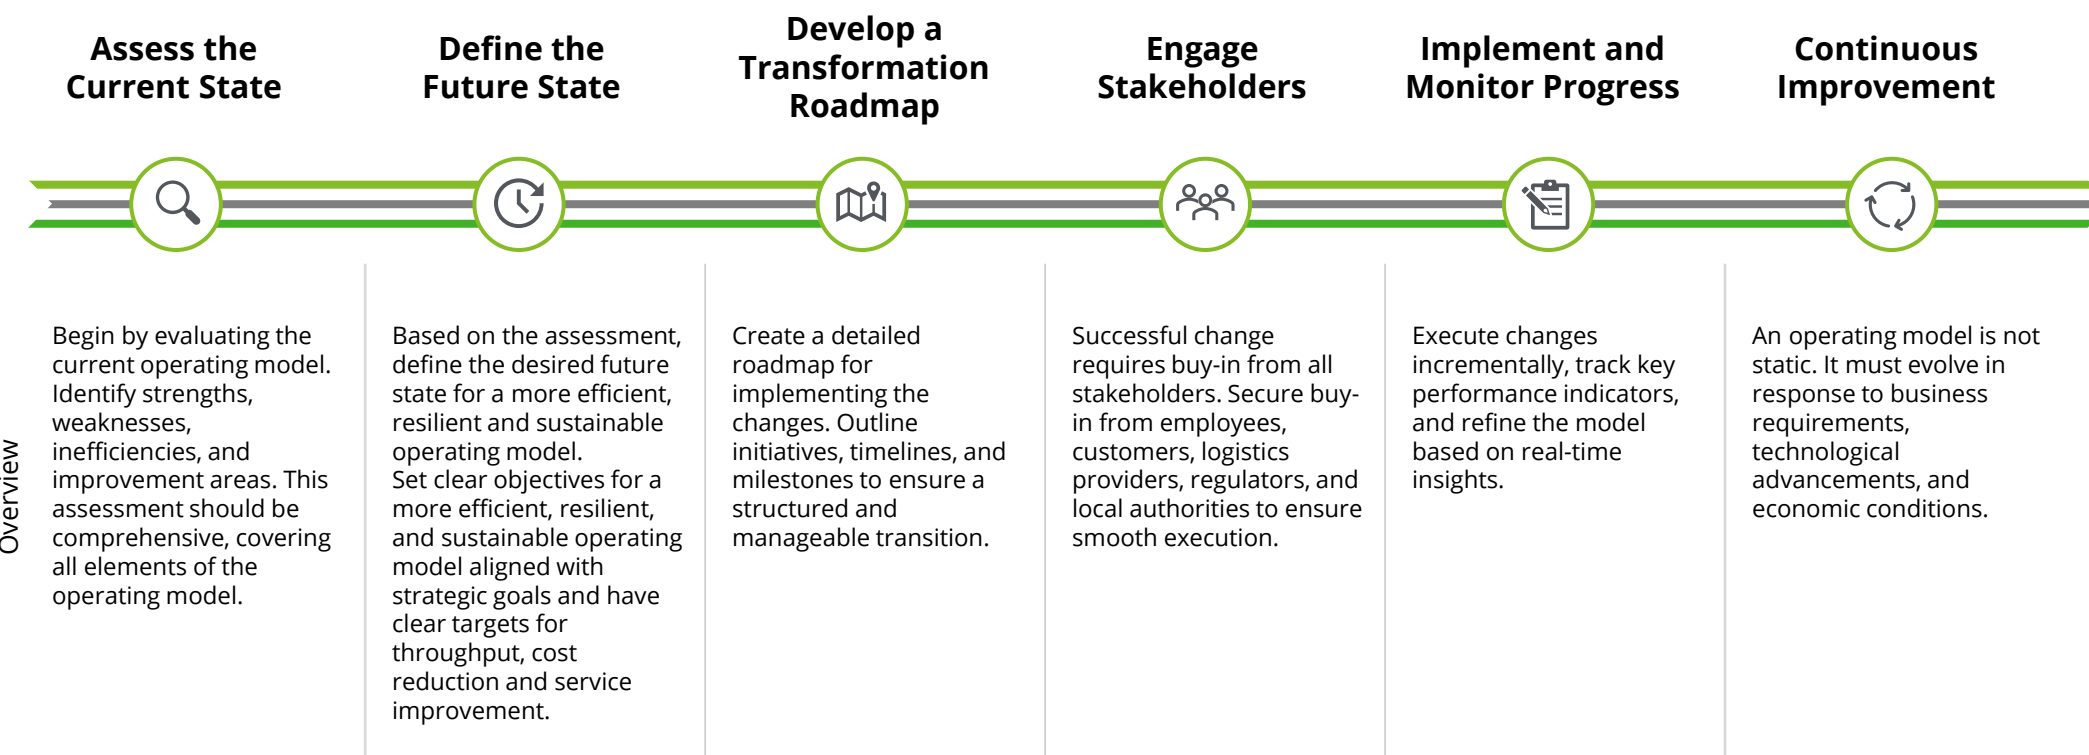 Assess the
Current State
Define the
Future State
Develop a
Transformation
Roadmap
Engage
Stakeholders
Implement and
Monitor Progress
Continuous
Improvement
Overview
Begin by evaluating the
current operating model.
Identify strengths,
weaknesses,
inefficiencies, and
improvement areas. This
assessment should be
comprehensive, covering
all elements of the
operating model.
Based on the assessment,
define the desired future
state for a more efficient,
resilient and sustainable
operating model.
Set clear objectives for a
more efficient, resilient,
and sustainable operating
model aligned with
strategic goals and have
clear targets for
throughput, cost
reduction and service
improvement.
Create a detailed
roadmap for
implementing the
changes. Outline
initiatives, timelines, and
milestones to ensure a
structured and
manageable transition.
Successful change
requires buy-in from all
stakeholders. Secure buy-
in from employees,
customers, logistics
providers, regulators, and
local authorities to ensure
smooth execution.
Execute changes
incrementally, track key
performance indicators,
and refine the model
based on real-time
insights.
An operating model is not
static. It must evolve in
response to business
requirements,
technological
advancements, and
economic conditions.